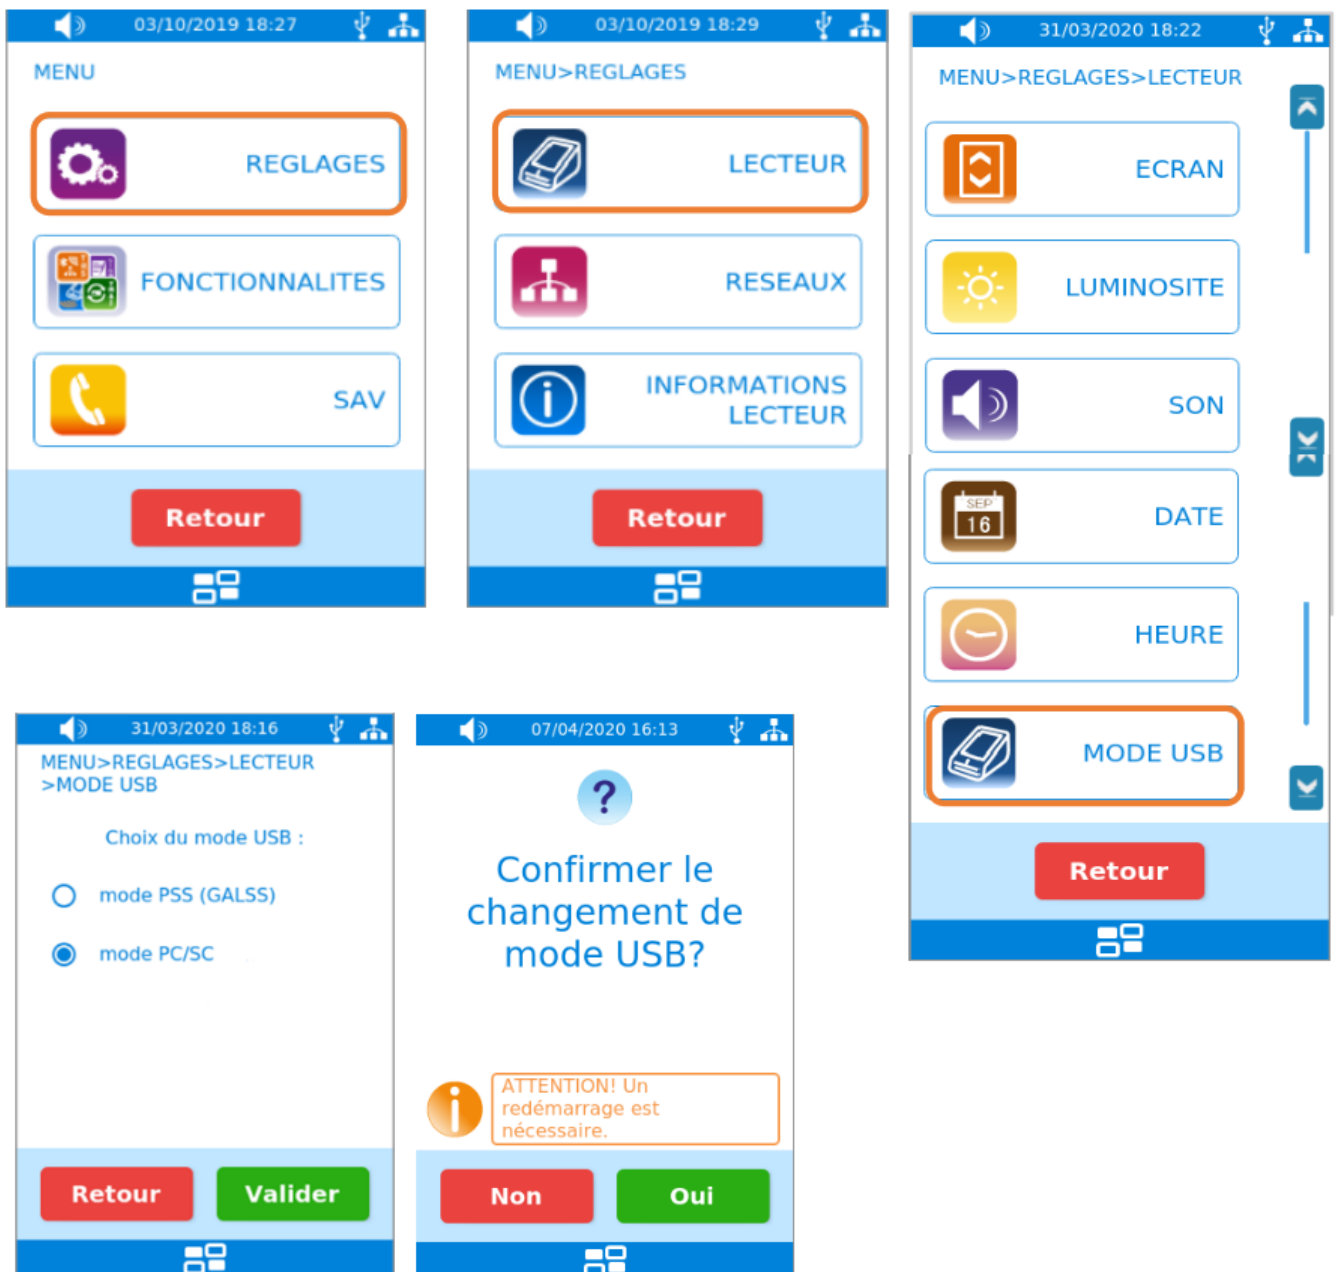 03/10/2019 18:27
MENU
REGLAGES
FONCTIONNALITES
SAV
Retour
03/10/2019 18:29
MENU>REGLAGES
LECTEUR
RESEAUX
INFORMATIONS
LECTEUR
Retour
31/03/2020 18:22
MENU>REGLAGES>LECTEUR
ECRAN
LUMINOSITE
SON
SEP
16
DATE
HEURE
MODE USB
Retour
31/03/2020 18:16
MENU>REGLAGES>LECTEUR
>MODE USB
Choix du mode USB :
mode PSS (GALSS)
mode PC/SC
Retour
Valider
07/04/2020 16:13
?
Confirmer le
changement de
mode USB?
ATTENTION! Un
redémarrage est
nécessaire.
Non
Oui